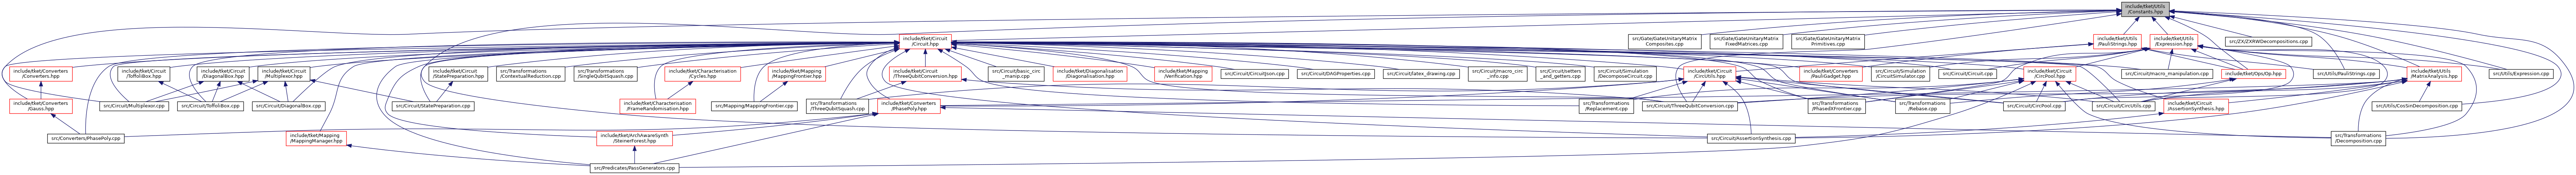 include/tket/Utils
/Constants.hpp
include/tket/Circuit
/Circuit.hpp
src/Gate/GateUnitaryMatrix
Composites.cpp
src/Gate/GateUnitaryMatrix
FixedMatrices.cpp
src/Gate/GateUnitaryMatrix
Primitives.cpp
include/tket/Utils
/PauliStrings.hpp
include/tket/Utils
/Expression.hpp
src/ZX/ZXRWDecompositions.cpp
include/tket/Converters
/Converters.hpp
include/tket/Circuit
/ToffoliBox.hpp
include/tket/Circuit
/DiagonalBox.hpp
include/tket/Circuit
/Multiplexor.hpp
include/tket/Circuit
/StatePreparation.hpp
src/Transformations
/ContextualReduction.cpp
src/Transformations
/SingleQubitSquash.cpp
include/tket/Characterisation
/Cycles.hpp
include/tket/Mapping
/MappingFrontier.hpp
include/tket/Circuit
/ThreeQubitConversion.hpp
src/Circuit/basic_circ
_manip.cpp
include/tket/Diagonalisation
/Diagonalisation.hpp
include/tket/Mapping
/Verification.hpp
src/Circuit/CircuitJson.cpp
src/Circuit/DAGProperties.cpp
src/Circuit/latex_drawing.cpp
src/Circuit/macro_circ
_info.cpp
src/Circuit/setters
_and_getters.cpp
src/Circuit/Simulation
/DecomposeCircuit.cpp
include/tket/Circuit
/CircUtils.hpp
include/tket/Converters
/PauliGadget.hpp
src/Circuit/Simulation
/CircuitSimulator.cpp
src/Circuit/Circuit.cpp
include/tket/Circuit
/CircPool.hpp
src/Circuit/macro_manipulation.cpp
include/tket/Ops/Op.hpp
src/Utils/PauliStrings.cpp
include/tket/Utils
/MatrixAnalysis.hpp
src/Utils/Expression.cpp
include/tket/Converters
/Gauss.hpp
src/Circuit/Multiplexor.cpp
src/Circuit/ToffoliBox.cpp
src/Circuit/DiagonalBox.cpp
src/Circuit/StatePreparation.cpp
include/tket/Characterisation
/FrameRandomisation.hpp
src/Mapping/MappingFrontier.cpp
src/Transformations
/ThreeQubitSquash.cpp
include/tket/Converters
/PhasePoly.hpp
src/Transformations
/Replacement.cpp
src/Circuit/ThreeQubitConversion.cpp
src/Transformations
/PhasedXFrontier.cpp
src/Transformations
/Rebase.cpp
src/Circuit/CircPool.cpp
src/Circuit/CircUtils.cpp
include/tket/Circuit
/AssertionSynthesis.hpp
src/Utils/CosSinDecomposition.cpp
src/Converters/PhasePoly.cpp
include/tket/Mapping
/MappingManager.hpp
include/tket/ArchAwareSynth
/SteinerForest.hpp
src/Circuit/AssertionSynthesis.cpp
src/Transformations
/Decomposition.cpp
src/Predicates/PassGenerators.cpp